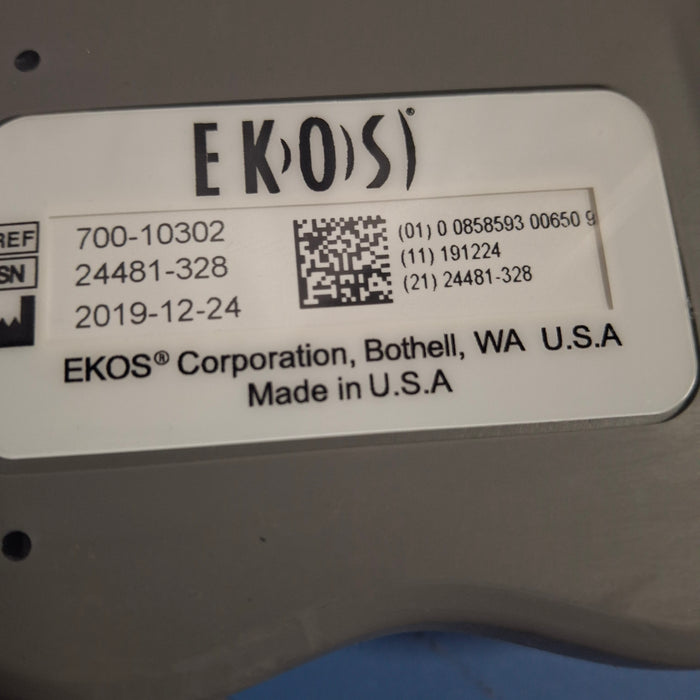 EKOS®
REF 700-10302
SN 24481-328
2019-12-24
(01) 0 0858593 00650 9
(11) 191224
(21) 24481-328
EKOS® Corporation, Bothell, WA U.S.A
Made in U.S.A